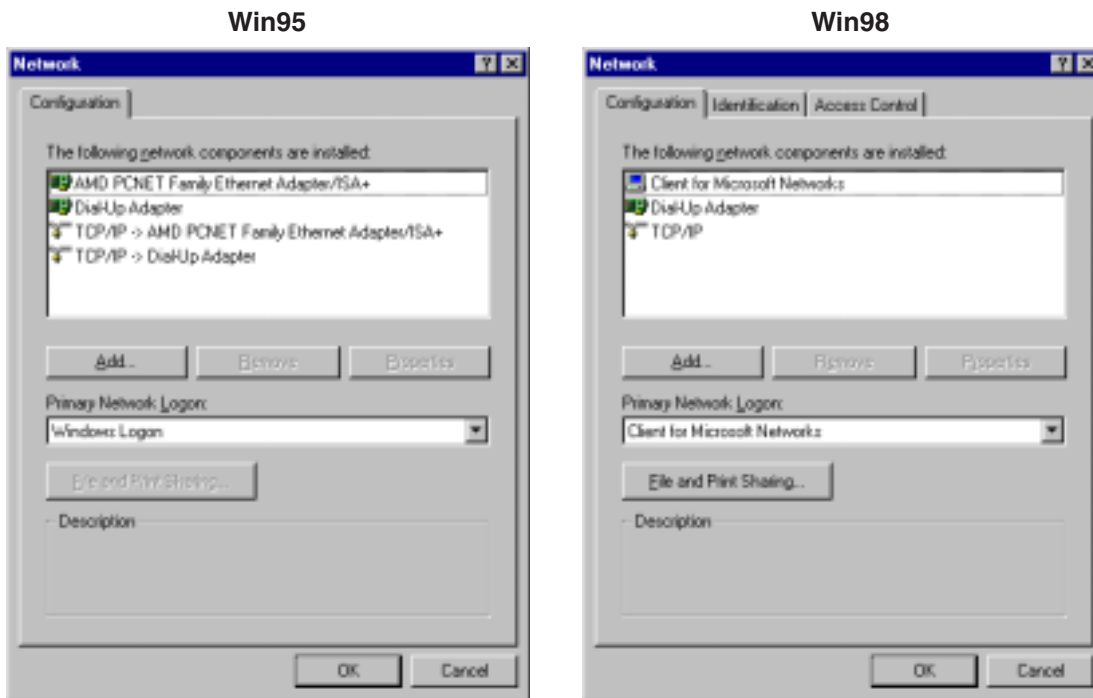 Win95
Network
Configuration
The following network components are installed:
AMD PCNET Family Ethernet Adapter/ISA+
Dial-Up Adapter
TCP/IP -> AMD PCNET Family Ethernet Adapter/ISA+
TCP/IP -> Dial-Up Adapter
Add...
Remove
Properties
Primary Network Logon:
Windows Logon
File and Print Sharing...
Description
OK
Cancel
Win98
Network
Configuration
Identification
Access Control
The following network components are installed:
Client for Microsoft Networks
Dial-Up Adapter
TCP/IP
Add...
Remove
Properties
Primary Network Logon:
Client for Microsoft Networks
File and Print Sharing...
Description
OK
Cancel